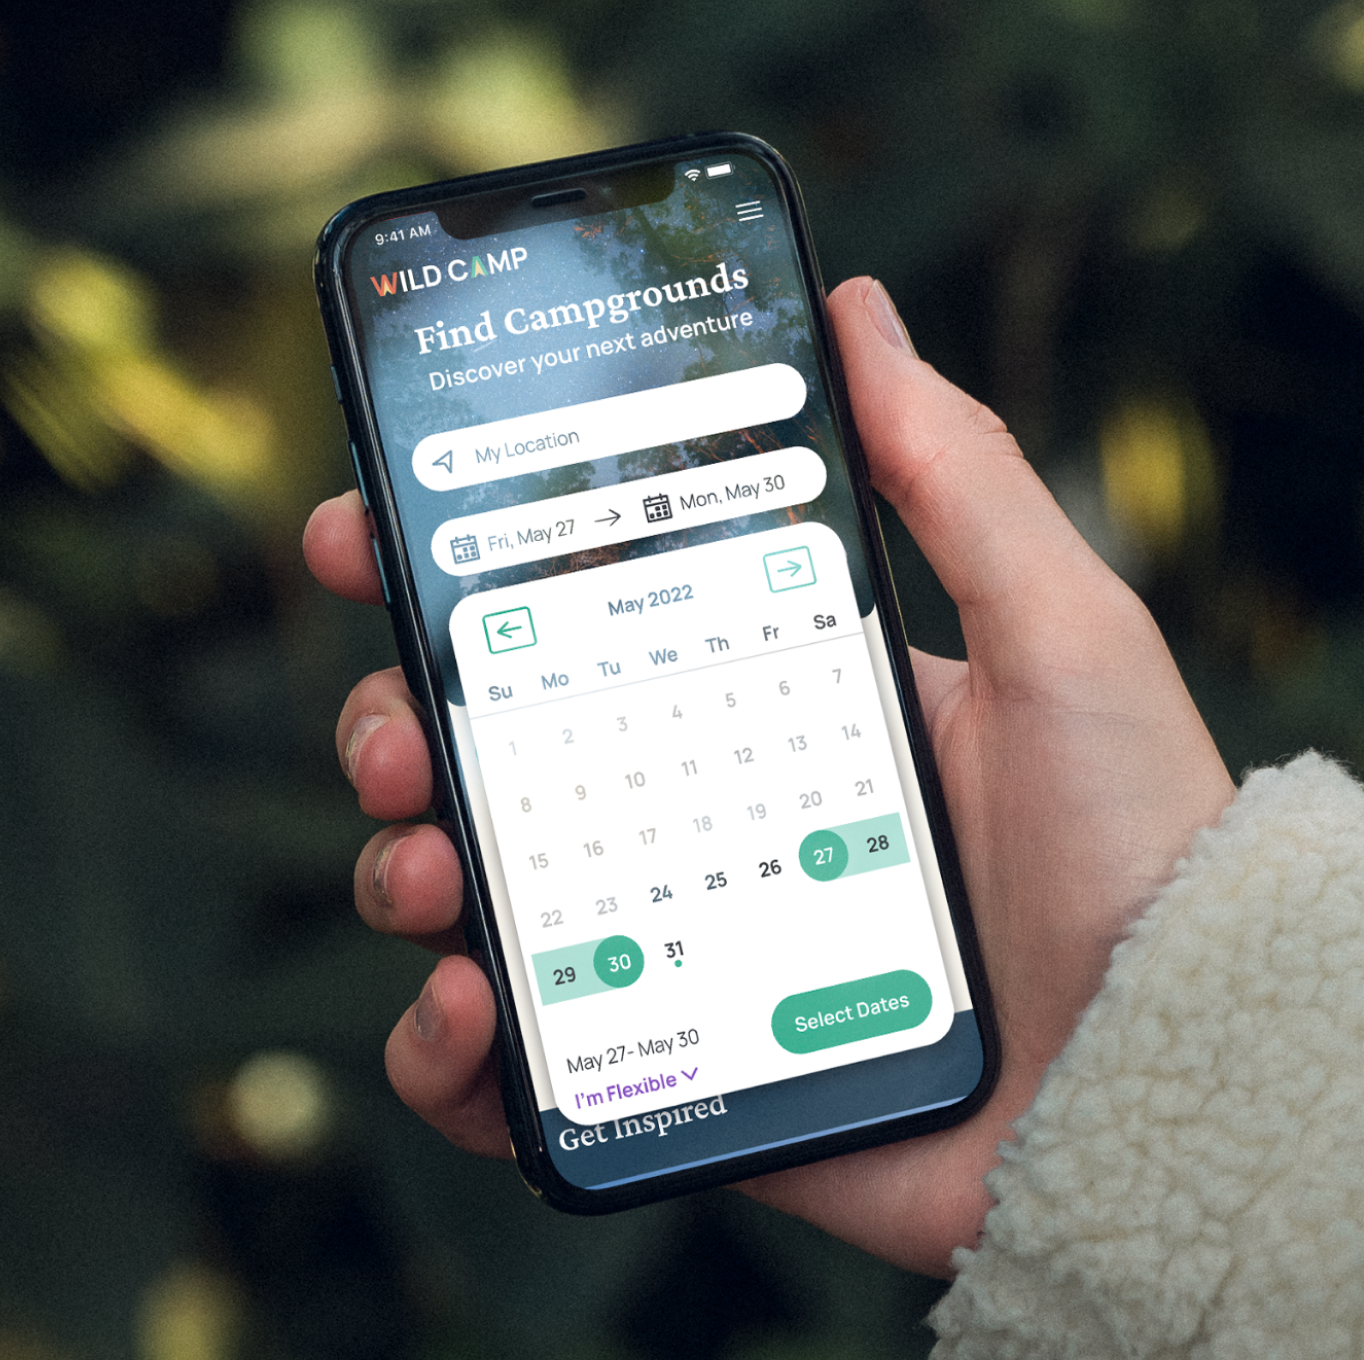 9:41 AM
WILD CAMP
Find Campgrounds
Discover your next adventure
My Location
Fri, May 27 → Mon, May 30
← May 2022 →
Su Mo Tu We Th Fr Sa
1 2 3 4 5 6 7
8 9 10 11 12 13 14
15 16 17 18 19 20 21
22 23 24 25 26 27 28
29 30 31
May 27- May 30
Select Dates
I'm Flexible
Get Inspired